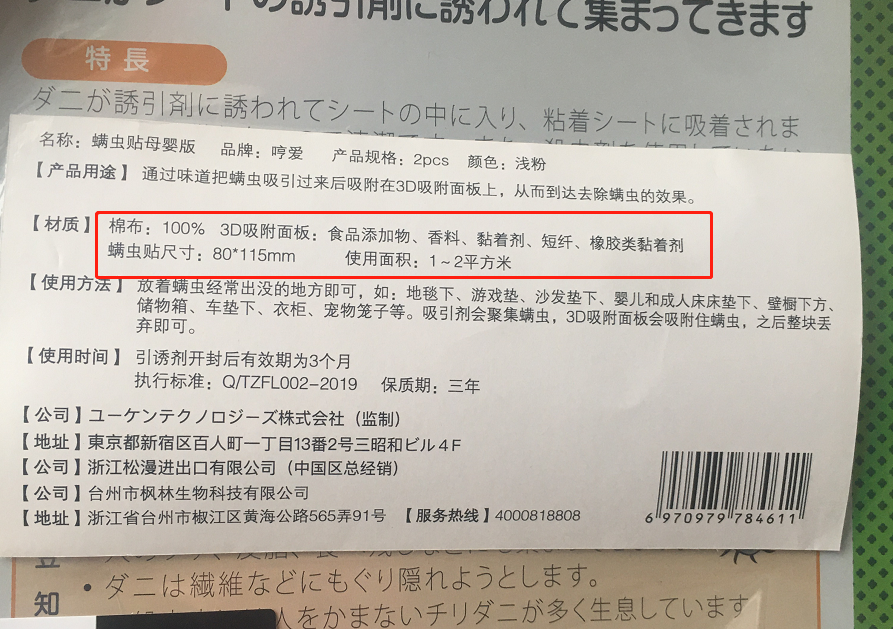 シートの誘引剤に誘われて集まってきます
特長
ダニが誘引剤に誘われてシートの中に入り、粘着シートに吸着されま
名称：螨虫贴母婴版 品牌：哼爱 产品规格：2pcs 颜色：浅粉
【产品用途】通过味道把螨虫吸引过来后吸附在3D吸附面板上，从而到达去除螨虫的效果。
【材质】棉布：100% 3D吸附面板：食品添加物、香料、黏着剂、短纤、橡胶类黏着剂
螨虫贴尺寸：80*115mm 使用面积：1～2平方米
【使用方法】放着螨虫经常出没的地方即可，如：地毯下、游戏垫、沙发垫下、婴儿和成人床床垫下、壁橱下方、
储物箱、车垫下、衣柜、宠物笼子等。吸引剂会聚集螨虫，3D吸附面板会吸附住螨虫，之后整块丢
弃即可。
【使用时间】引诱剂开封后有效期为3个月
执行标准：Q/TZFL002-2019 保质期：三年
【公司】ユーケンテクノロジーズ株式会社（监制）
【地址】東京都新宿区百人町一丁目13番2号三昭和ビル4F
【公司】浙江松漫进出口有限公司（中国区总经销）
【公司】台州市枫林生物科技有限公司
【地址】浙江省台州市椒江区黄海公路565弄91号 【服务热线】4000818808
6 970979 784611
・ダニは繊維などにもぐり隠れようとします。
知
人をかまないチリダニが多く生息しています